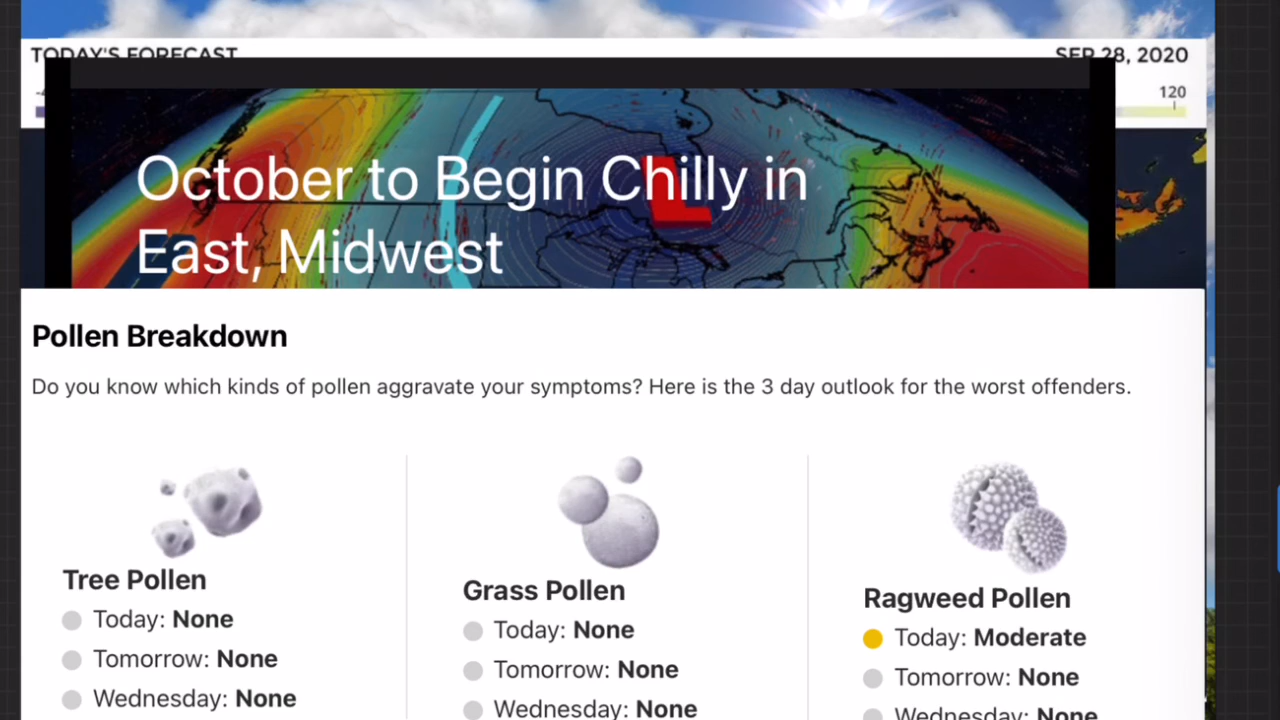 TODAY'S FORECAST
SEP 28, 2020
120
October to Begin Chilly in
East, Midwest
Pollen Breakdown
Do you know which kinds of pollen aggravate your symptoms? Here is the 3 day outlook for the worst offenders.
Tree Pollen
Today: None
Tomorrow: None
Wednesday: None
Grass Pollen
Today: None
Tomorrow: None
Wednesday: None
Ragweed Pollen
Today: Moderate
Tomorrow: None
Wednesday: None